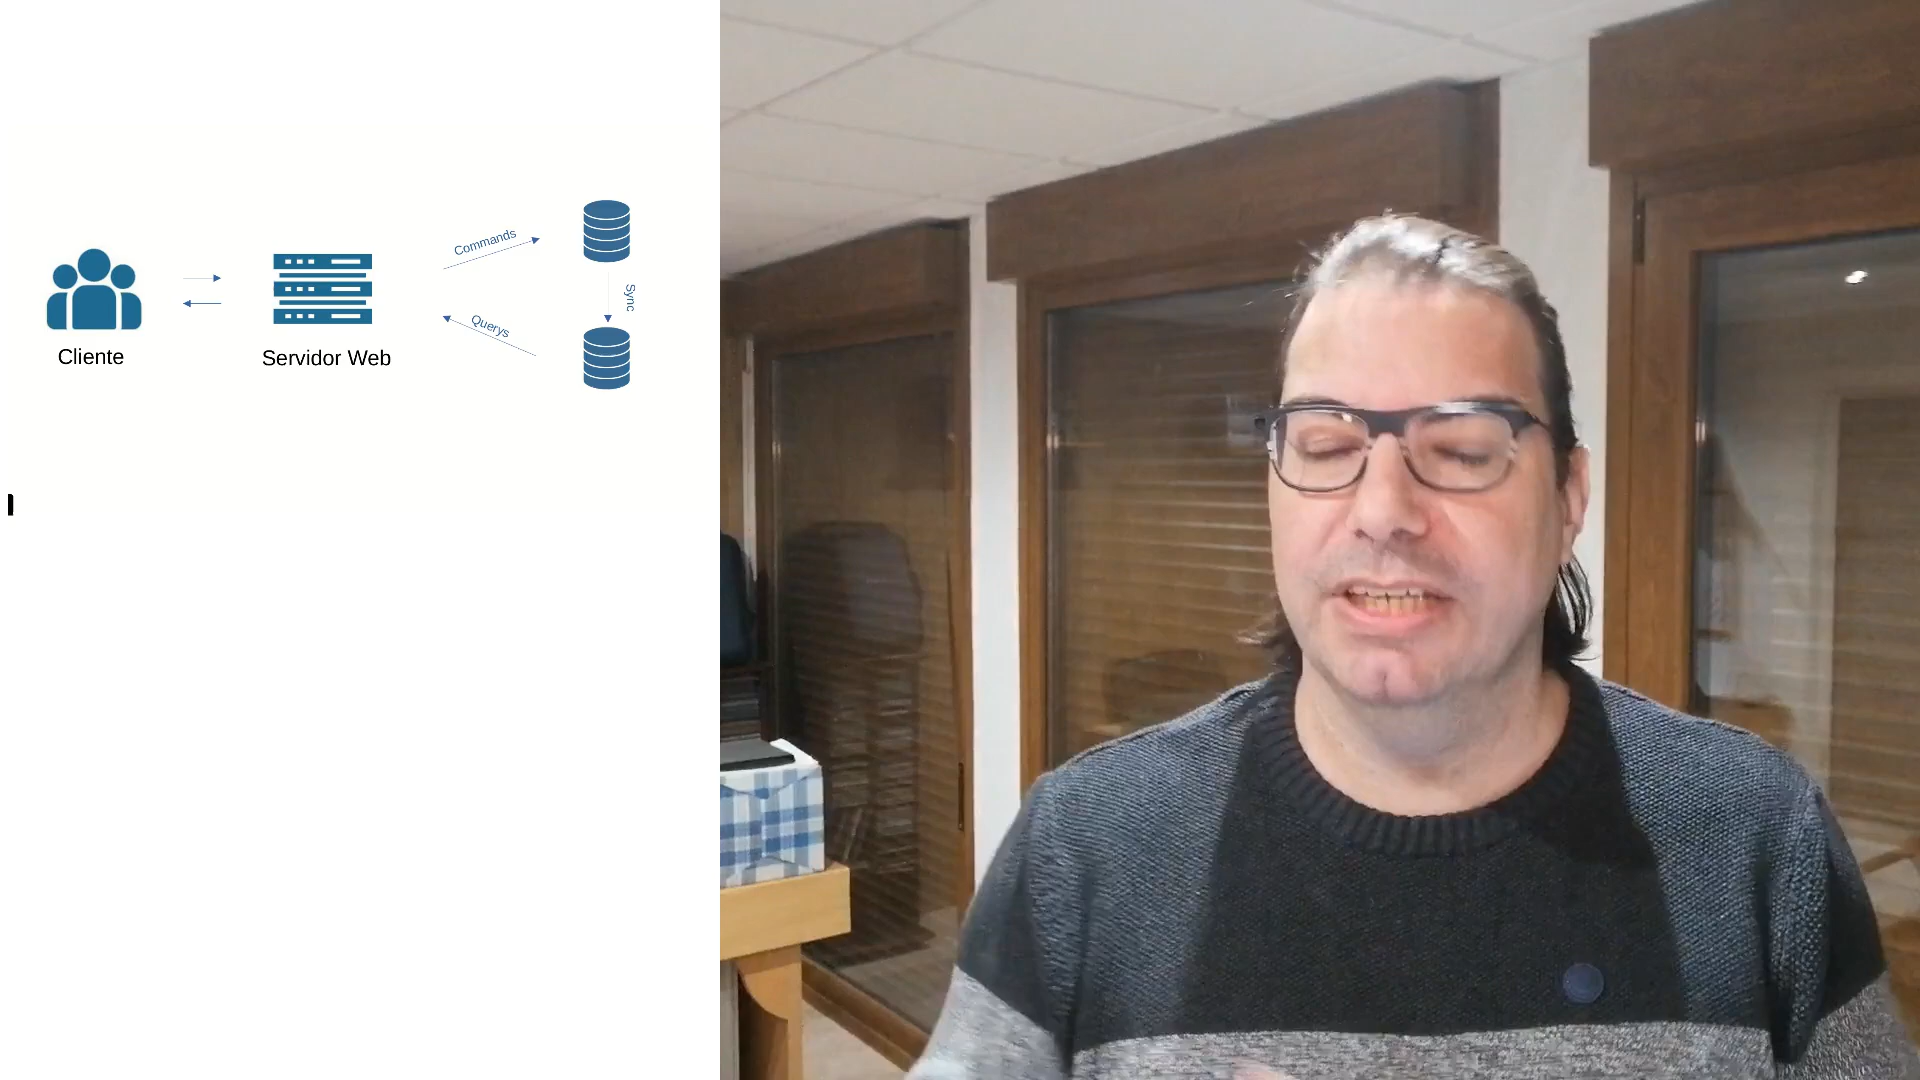 Commands
Sync
Querys
Cliente
Servidor Web